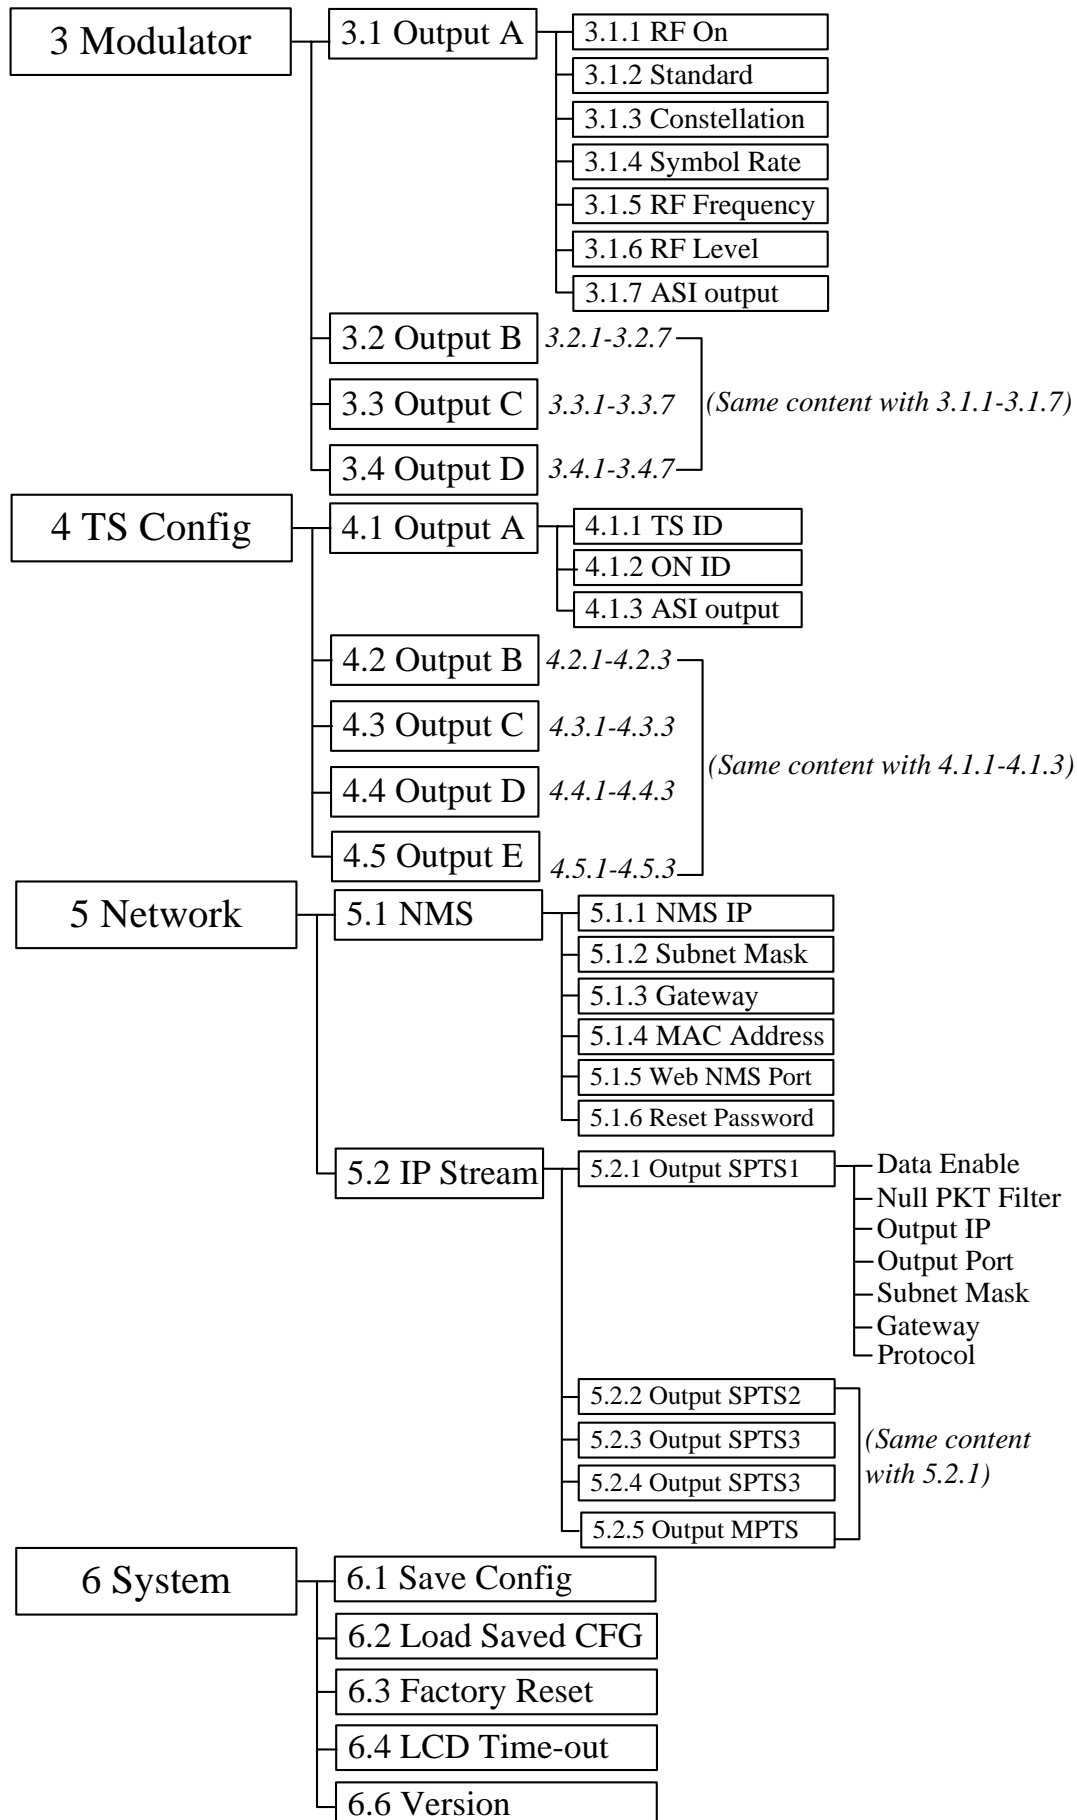 3 Modulator
3.1 Output A
3.1.1 RF On
3.1.2 Standard
3.1.3 Constellation
3.1.4 Symbol Rate
3.1.5 RF Frequency
3.1.6 RF Level
3.1.7 ASI output
3.2 Output B
3.2.1-3.2.7
3.3 Output C
3.3.1-3.3.7
(Same content with 3.1.1-3.1.7)
3.4 Output D
3.4.1-3.4.7
4 TS Config
4.1 Output A
4.1.1 TS ID
4.1.2 ON ID
4.1.3 ASI output
4.2 Output B
4.2.1-4.2.3
4.3 Output C
4.3.1-4.3.3
(Same content with 4.1.1-4.1.3)
4.4 Output D
4.4.1-4.4.3
4.5 Output E
4.5.1-4.5.3
5 Network
5.1 NMS
5.1.1 NMS IP
5.1.2 Subnet Mask
5.1.3 Gateway
5.1.4 MAC Address
5.1.5 Web NMS Port
5.1.6 Reset Password
5.2 IP Stream
5.2.1 Output SPTS1
Data Enable
Null PKT Filter
Output IP
Output Port
Subnet Mask
Gateway
Protocol
5.2.2 Output SPTS2
5.2.3 Output SPTS3
5.2.4 Output SPTS3
5.2.5 Output MPTS
(Same content
with 5.2.1)
6 System
6.1 Save Config
6.2 Load Saved CFG
6.3 Factory Reset
6.4 LCD Time-out
6.6 Version